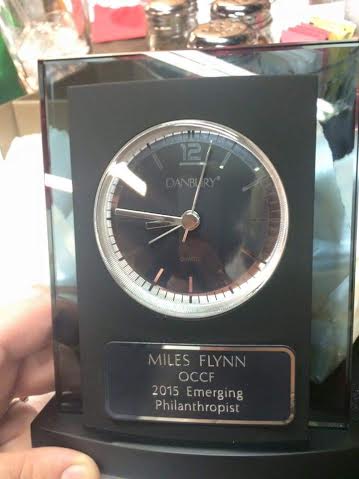 12
DANBURY®
QUARTZ
MILES FLYNN
OCCF
2015 Emerging
Philanthropist